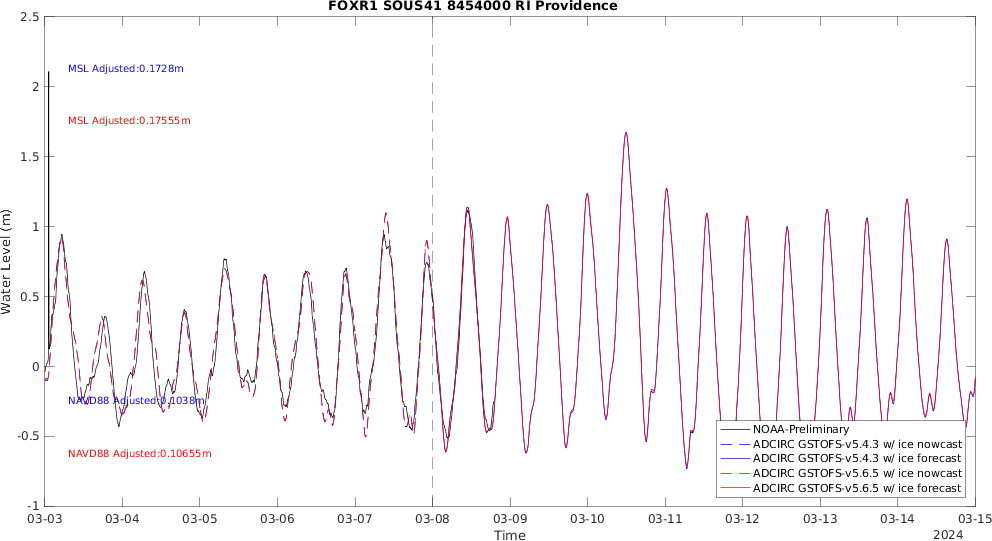 FOXR1 SOUS41 8454000 RI Providence
2.5
2
1.5
1
0.5
0
-0.5
-1
Water Level (m)
MSL Adjusted:0.1728m
MSL Adjusted:0.17555m
NAVD88 Adjusted:0.1038m
NAVD88 Adjusted:0.10655m
NOAA-Preliminary
ADCIRC GSTOFS-v5.4.3 w/ ice nowcast
ADCIRC GSTOFS-v5.4.3 w/ ice forecast
ADCIRC GSTOFS-v5.6.5 w/ ice nowcast
ADCIRC GSTOFS-v5.6.5 w/ ice forecast
03-03 03-04 03-05 03-06 03-07 03-08 03-09 03-10 03-11 03-12 03-13 03-14 03-15
Time
2024